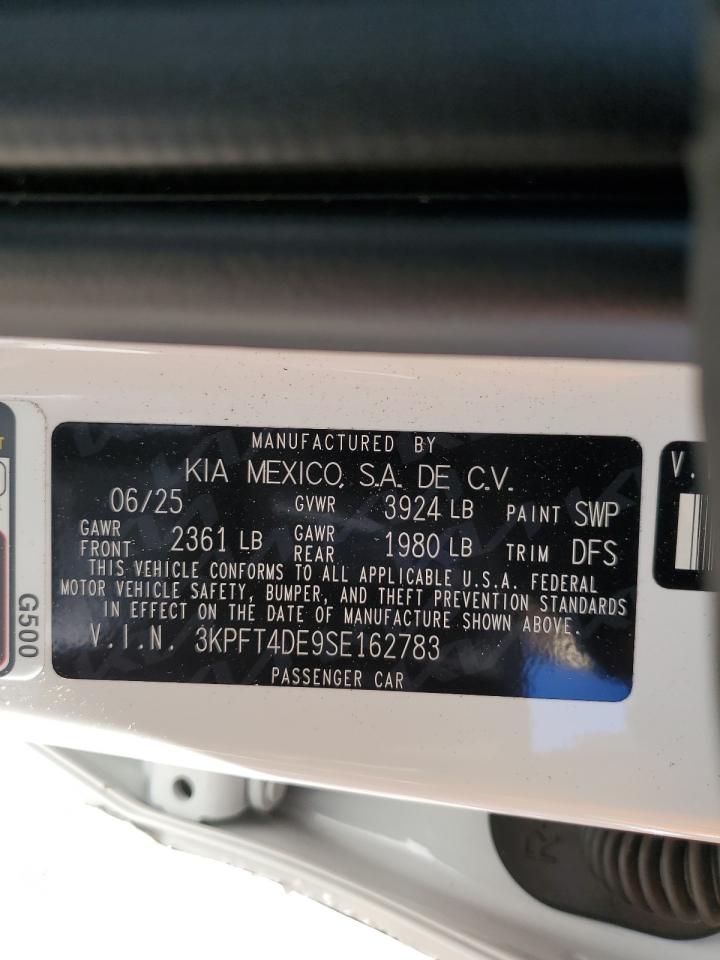 MANUFACTURED BY
KIA MEXICO, S.A. DE C.V.
06/25 GVWR 3924 LB PAINT SWP
GAWR FRONT 2361 LB GAWR REAR 1980 LB TRIM DFS
THIS VEHICLE CONFORMS TO ALL APPLICABLE U.S.A. FEDERAL
MOTOR VEHICLE SAFETY, BUMPER, AND THEFT PREVENTION STANDARDS
IN EFFECT ON THE DATE OF MANUFACTURE SHOWN ABOVE.
V.I.N. 3KPFT4DE9SE162783
PASSENGER CAR
G500
V.